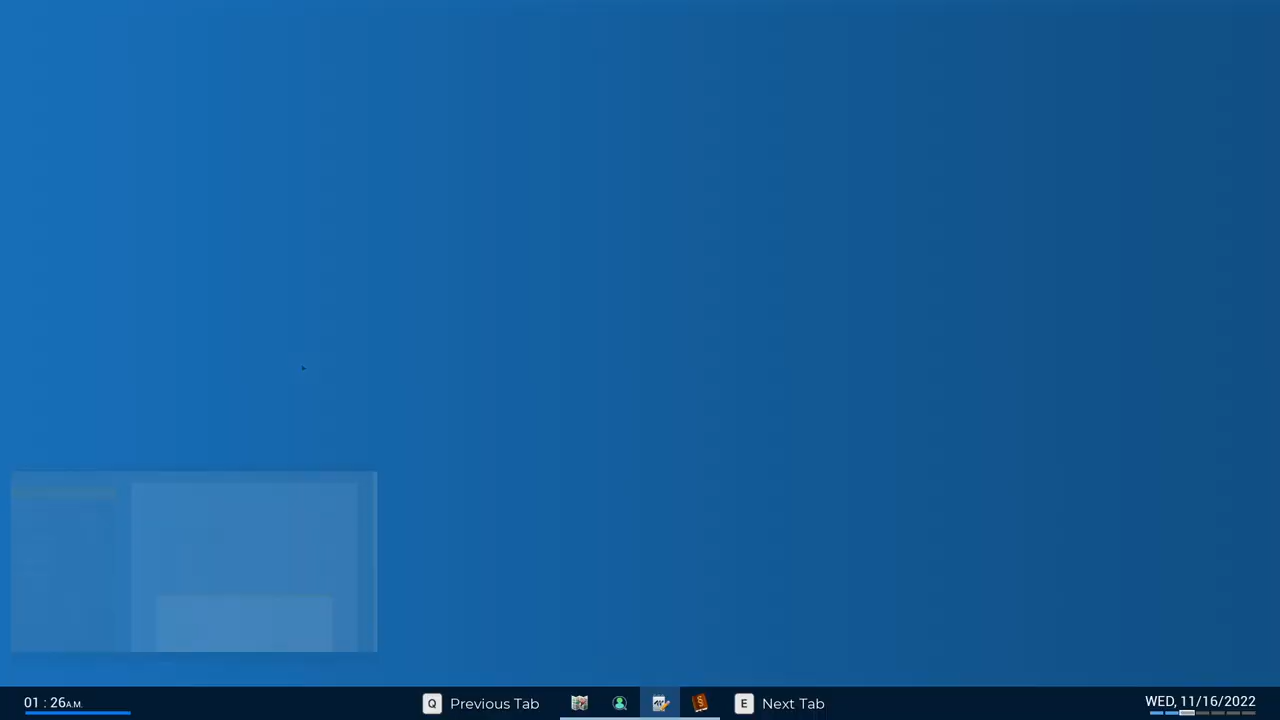 01 : 26A.M.
Q Previous Tab
E Next Tab
WED, 11/16/2022